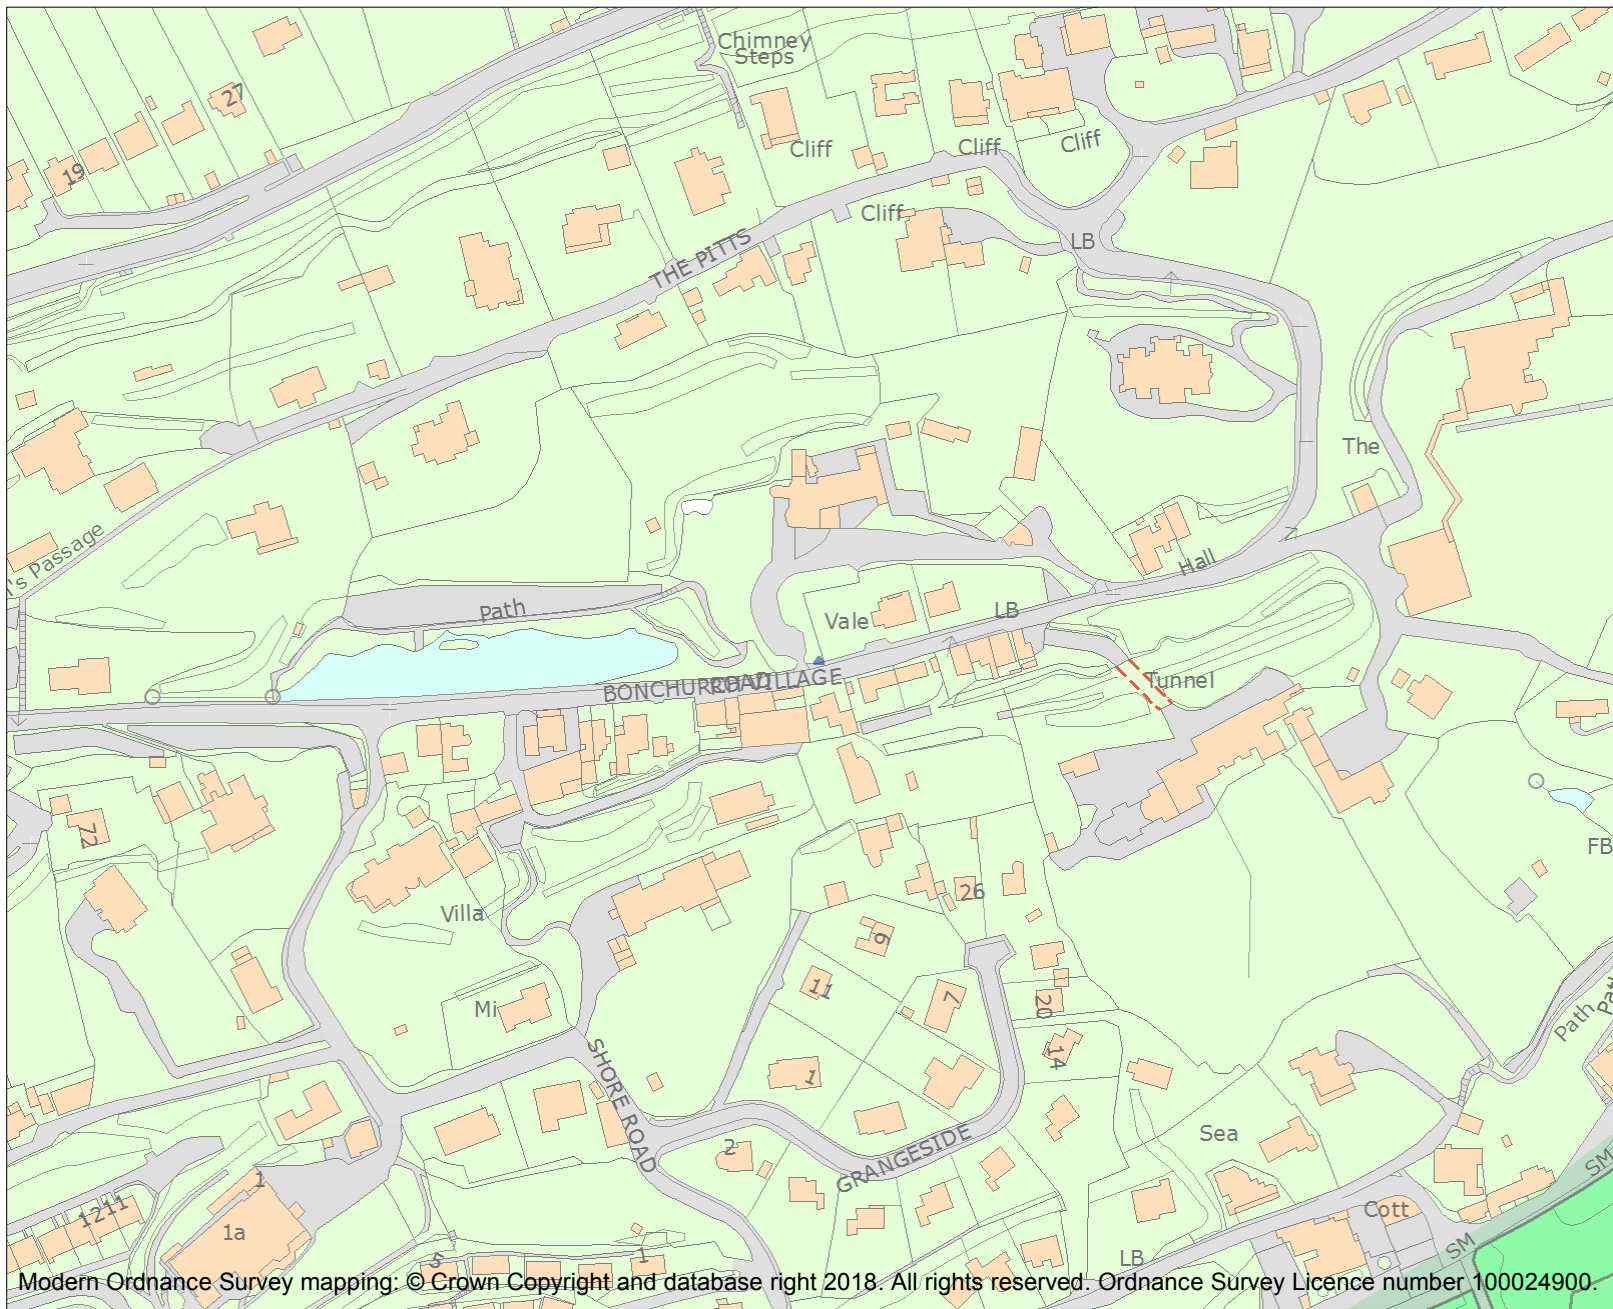 Chimney
Steps
27
19
Cliff
Cliff
Cliff
Cliff
LB
THE PITTS
The
's Passage
Path
Hall
LB
Vale
BONCHURCH VILLAGE
ROAD
Tunnel
72
FB
Villa
26
9
11
7
20
Mi
14
1
Path
SHORE ROAD
2
GRANGESIDE
Sea
1
1211
1a
5
1
Cott
SM
SM
LB
Modern Ordnance Survey mapping: © Crown Copyright and database right 2018. All rights reserved. Ordnance Survey Licence number 100024900.